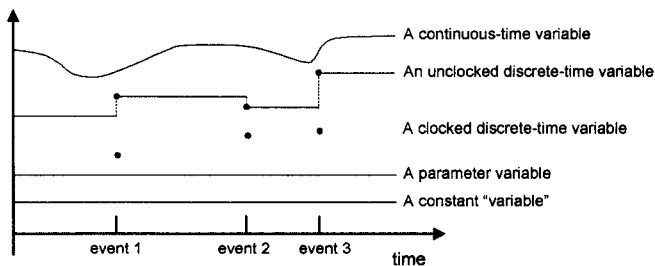 A continuous-time variable
An unclocked discrete-time variable
A clocked discrete-time variable
A parameter variable
A constant “variable”
event 1 event 2 event 3
time